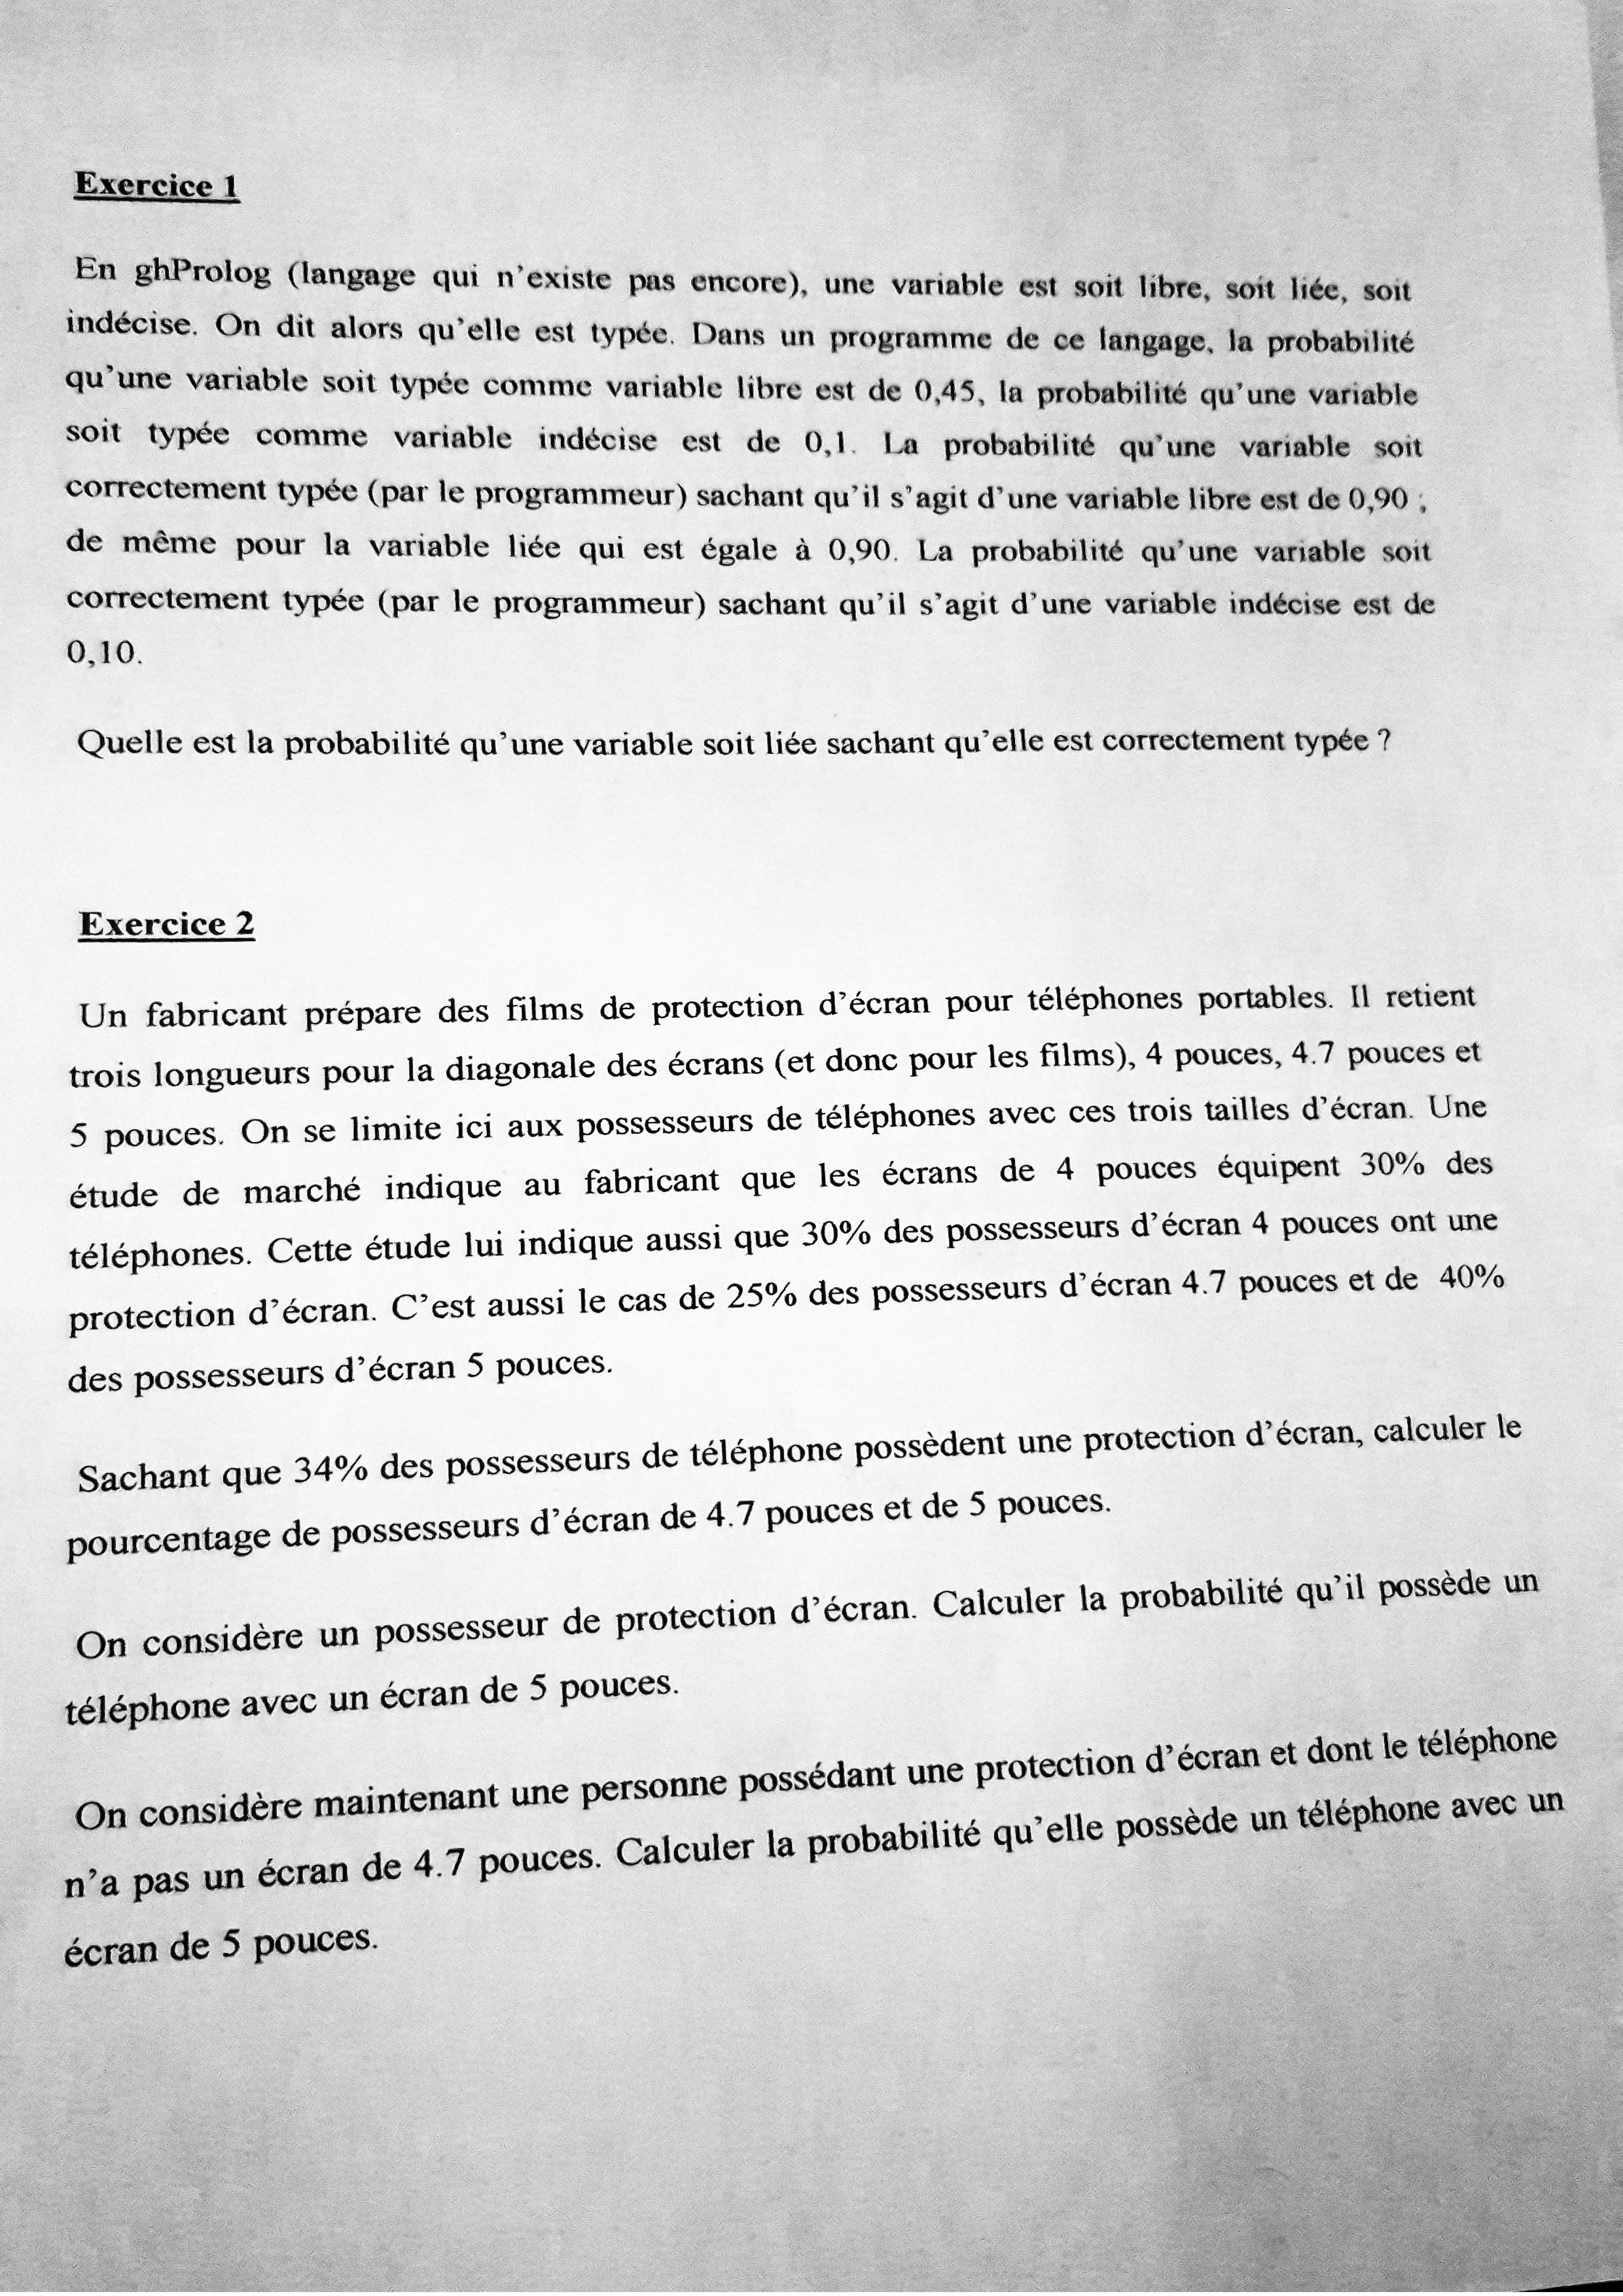 Exercice 1
En ghProlog (langage qui n'existe pas encore), une variable est soit libre, soit liée, soit
indécise. On dit alors qu'elle est typée. Dans un programme de ce langage, la probabilité
qu'une variable soit typée comme variable libre est de 0,45, la probabilité qu'une variable
soit typée comme variable indécise est de 0,1. La probabilité qu'une variable soit
correctement typée (par le programmeur) sachant qu'il s'agit d'une variable libre est de 0,90 ;
de même pour la variable liée qui est égale à 0,90. La probabilité qu'une variable soit
correctement typée (par le programmeur) sachant qu'il s'agit d'une variable indécise est de
0,10.
Quelle est la probabilité qu'une variable soit liée sachant qu'elle est correctement typée ?
Exercice 2
Un fabricant prépare des films de protection d'écran pour téléphones portables. Il retient
trois longueurs pour la diagonale des écrans (et donc pour les films), 4 pouces, 4.7 pouces et
5 pouces. On se limite ici aux possesseurs de téléphones avec ces trois tailles d'écran. Une
étude de marché indique au fabricant que les écrans de 4 pouces équipent 30% des
téléphones. Cette étude lui indique aussi que 30% des possesseurs d'écran 4 pouces ont une
protection d'écran. C'est aussi le cas de 25% des possesseurs d'écran 4.7 pouces et de 40%
des possesseurs d'écran 5 pouces.
Sachant que 34% des possesseurs de téléphone possèdent une protection d'écran, calculer le
pourcentage de possesseurs d'écran de 4.7 pouces et de 5 pouces.
On considère un possesseur de protection d'écran. Calculer la probabilité qu'il possède un
téléphone avec un écran de 5 pouces.
On considère maintenant une personne possédant une protection d'écran et dont le téléphone
n'a pas un écran de 4.7 pouces. Calculer la probabilité qu'elle possède un téléphone avec un
écran de 5 pouces.